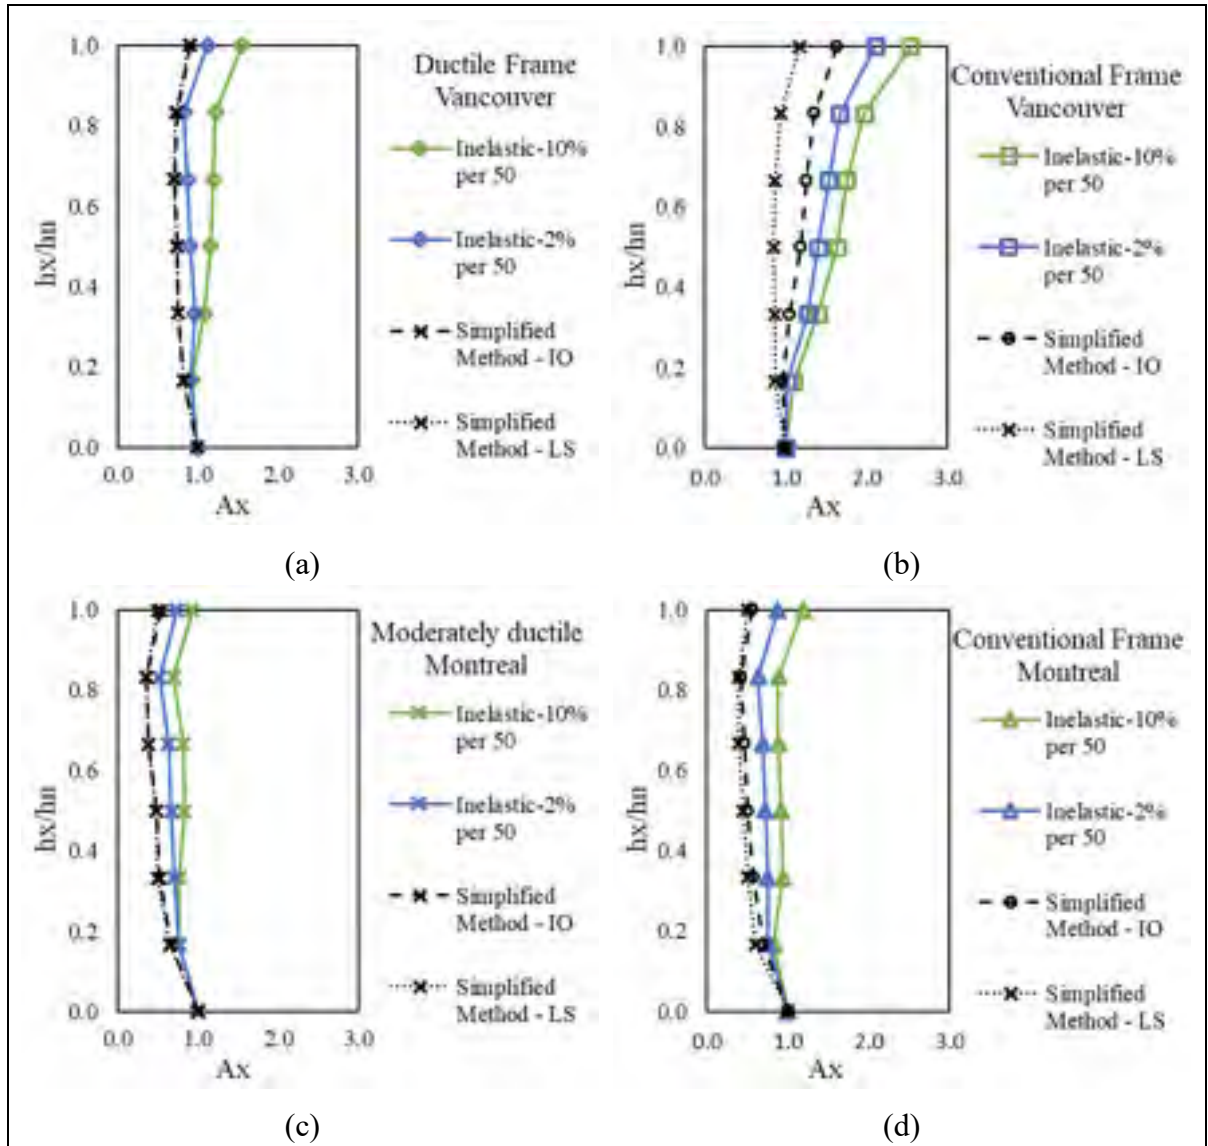 1.0
0.8
0.6
0.4
0.2
0.0
hx/hn
0.0 1.0 2.0 3.0
Ax
Ductile Frame
Vancouver
Inelastic-10%
per 50
Inelastic-2%
per 50
Simplified
Method - IO
Simplified
Method - LS
(a)
1.0
0.8
0.6
0.4
0.2
0.0
hx/hn
0.0 1.0 2.0 3.0
Ax
Conventional Frame
Vancouver
Inelastic-10%
per 50
Inelastic-2%
per 50
Simplified
Method - IO
Simplified
Method - LS
(b)
1.0
0.8
0.6
0.4
0.2
0.0
hx/hn
0.0 1.0 2.0 3.0
Ax
Moderately ductile
Montreal
Inelastic-10%
per 50
Inelastic-2%
per 50
Simplified
Method - IO
Simplified
Method - LS
(c)
1.0
0.8
0.6
0.4
0.2
0.0
hx/hn
0.0 1.0 2.0 3.0
Ax
Conventional Frame
Montreal
Inelastic-10%
per 50
Inelastic-2%
per 50
Simplified
Method - IO
Simplified
Method - LS
(d)